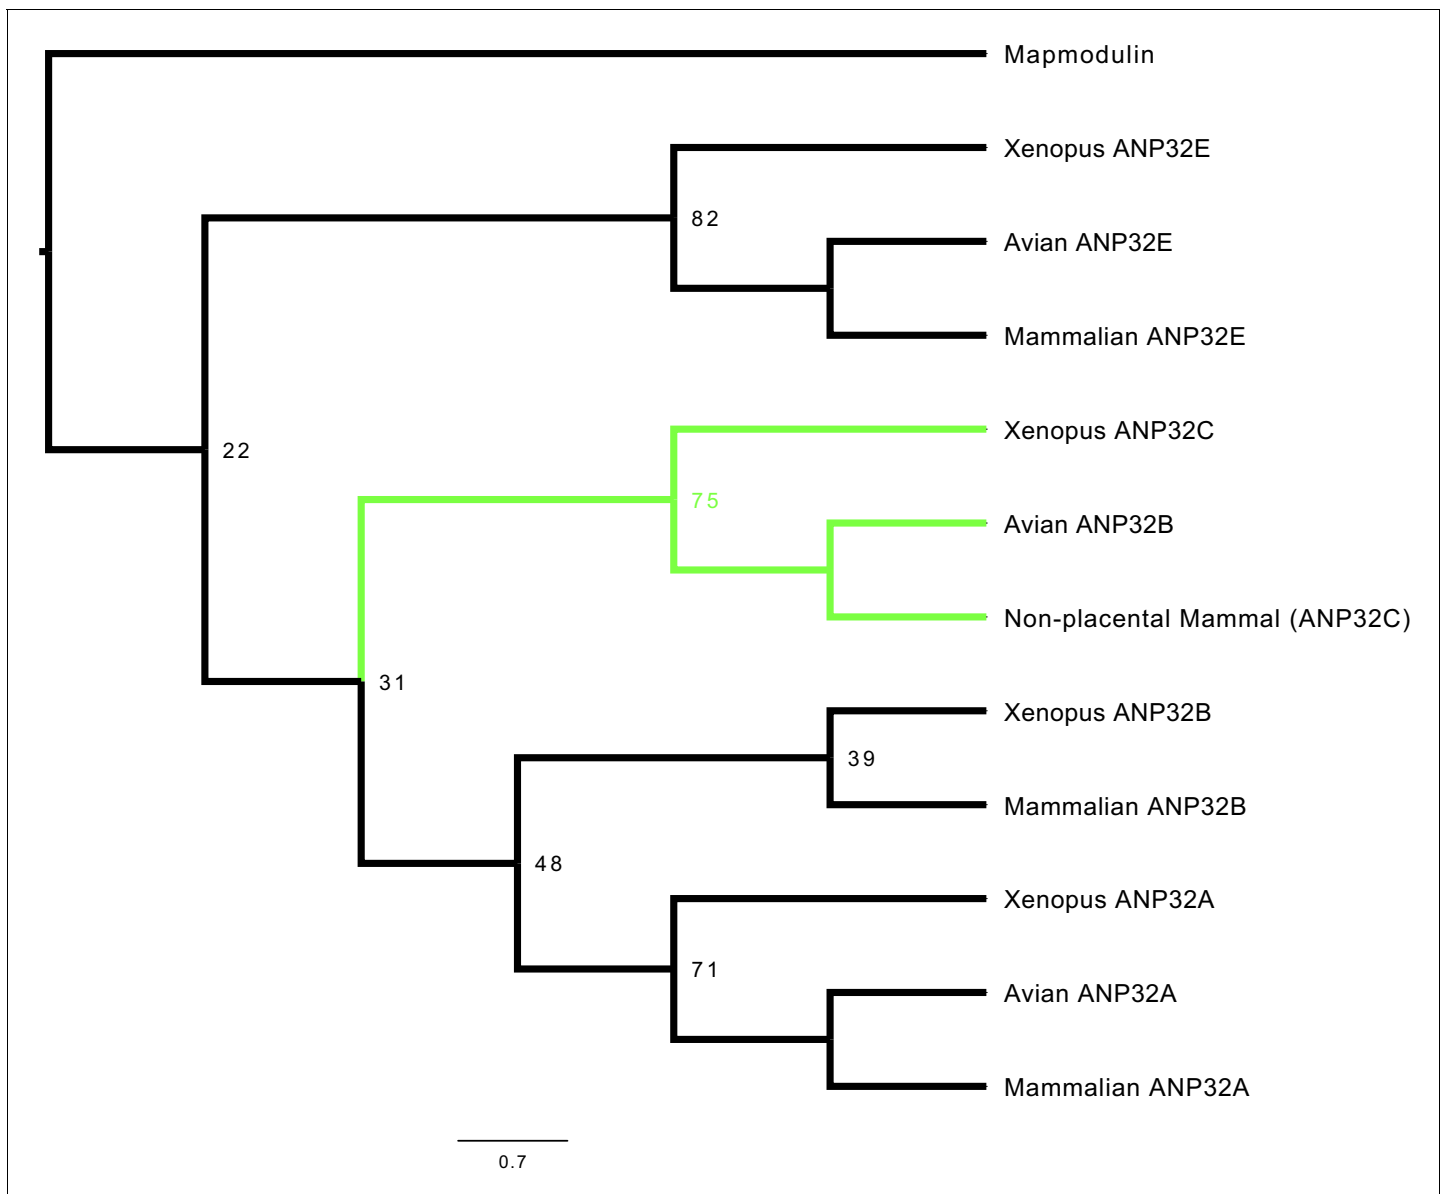 Mapmodulin
Xenopus ANP32E
82
Avian ANP32E
Mammalian ANP32E
Xenopus ANP32C
22
75
Avian ANP32B
Non-placental Mammal (ANP32C)
31
Xenopus ANP32B
39
Mammalian ANP32B
48
Xenopus ANP32A
71
Avian ANP32A
Mammalian ANP32A
0.7